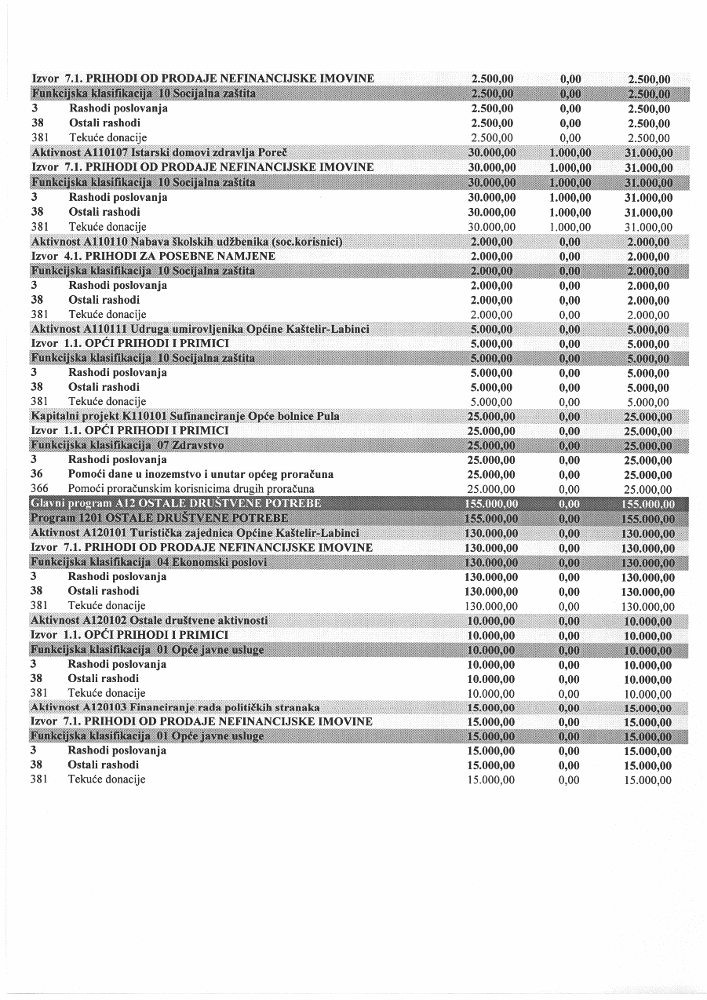 Izvor 7.1. PRIHODI OD PRODAJE NEFINANCIJSKE IMOVINE 2.500,00 0,00 2.500,00
Funkcijska klasifikacija 10 Socijalna zaštita 2.500,00 0,00 2.500,00
3 Rashodi poslovanja 2.500,00 0,00 2.500,00
38 Ostali rashodi 2.500,00 0,00 2.500,00
381 Tekuće donacije 2.500,00 0,00 2.500,00
Aktivnost A110107 Istarski domovi zdravlja Poreč 30.000,00 1.000,00 31.000,00
Izvor 7.1. PRIHODI OD PRODAJE NEFINANCIJSKE IMOVINE 30.000,00 1.000,00 31.000,00
Funkcijska klasifikacija 10 Socijalna zaštita 30.000,00 1.000,00 31.000,00
3 Rashodi poslovanja 30.000,00 1.000,00 31.000,00
38 Ostali rashodi 30.000,00 1.000,00 31.000,00
381 Tekuće donacije 30.000,00 1.000,00 31.000,00
Aktivnost A110110 Nabava školskih udžbenika (soc.korisnici) 2.000,00 0,00 2.000,00
Izvor 4.1. PRIHODI ZA POSEBNE NAMJENE 2.000,00 0,00 2.000,00
Funkcijska klasifikacija 10 Socijalna zaštita 2.000,00 0,00 2.000,00
3 Rashodi poslovanja 2.000,00 0,00 2.000,00
38 Ostali rashodi 2.000,00 0,00 2.000,00
381 Tekuće donacije 2.000,00 0,00 2.000,00
Aktivnost A110111 Udruga umirovljenika Općine Kaštelir-Labinci 5.000,00 0,00 5.000,00
Izvor 1.1. OPĆI PRIHODI I PRIMICI 5.000,00 0,00 5.000,00
Funkcijska klasifikacija 10 Socijalna zaštita 5.000,00 0,00 5.000,00
3 Rashodi poslovanja 5.000,00 0,00 5.000,00
38 Ostali rashodi 5.000,00 0,00 5.000,00
381 Tekuće donacije 5.000,00 0,00 5.000,00
Kapitalni projekt K110101 Sufinanciranje Opće bolnice Pula 25.000,00 0,00 25.000,00
Izvor 1.1. OPĆI PRIHODI I PRIMICI 25.000,00 0,00 25.000,00
Funkcijska klasifikacija 07 Zdravstvo 25.000,00 0,00 25.000,00
3 Rashodi poslovanja 25.000,00 0,00 25.000,00
36 Pomoći dane u inozemstvo i unutar općeg proračuna 25.000,00 0,00 25.000,00
366 Pomoći proračunskim korisnicima drugih proračuna 25.000,00 0,00 25.000,00
Glavni program A12 OSTALE DRUŠTVENE POTREBE 155.000,00 0,00 155.000,00
Program 1201 OSTALE DRUŠTVENE POTREBE 155.000,00 0,00 155.000,00
Aktivnost A120101 Turistička zajednica Općine Kaštelir-Labinci 130.000,00 0,00 130.000,00
Izvor 7.1. PRIHODI OD PRODAJE NEFINANCIJSKE IMOVINE 130.000,00 0,00 130.000,00
Funkcijska klasifikacija 04 Ekonomski poslovi 130.000,00 0,00 130.000,00
3 Rashodi poslovanja 130.000,00 0,00 130.000,00
38 Ostali rashodi 130.000,00 0,00 130.000,00
381 Tekuće donacije 130.000,00 0,00 130.000,00
Aktivnost A120102 Ostale društvene aktivnosti 10.000,00 0,00 10.000,00
Izvor 1.1. OPĆI PRIHODI I PRIMICI 10.000,00 0,00 10.000,00
Funkcijska klasifikacija 01 Opće javne usluge 10.000,00 0,00 10.000,00
3 Rashodi poslovanja 10.000,00 0,00 10.000,00
38 Ostali rashodi 10.000,00 0,00 10.000,00
381 Tekuće donacije 10.000,00 0,00 10.000,00
Aktivnost A120103 Financiranje rada političkih stranaka 15.000,00 0,00 15.000,00
Izvor 7.1. PRIHODI OD PRODAJE NEFINANCIJSKE IMOVINE 15.000,00 0,00 15.000,00
Funkcijska klasifikacija 01 Opće javne usluge 15.000,00 0,00 15.000,00
3 Rashodi poslovanja 15.000,00 0,00 15.000,00
38 Ostali rashodi 15.000,00 0,00 15.000,00
381 Tekuće donacije 15.000,00 0,00 15.000,00